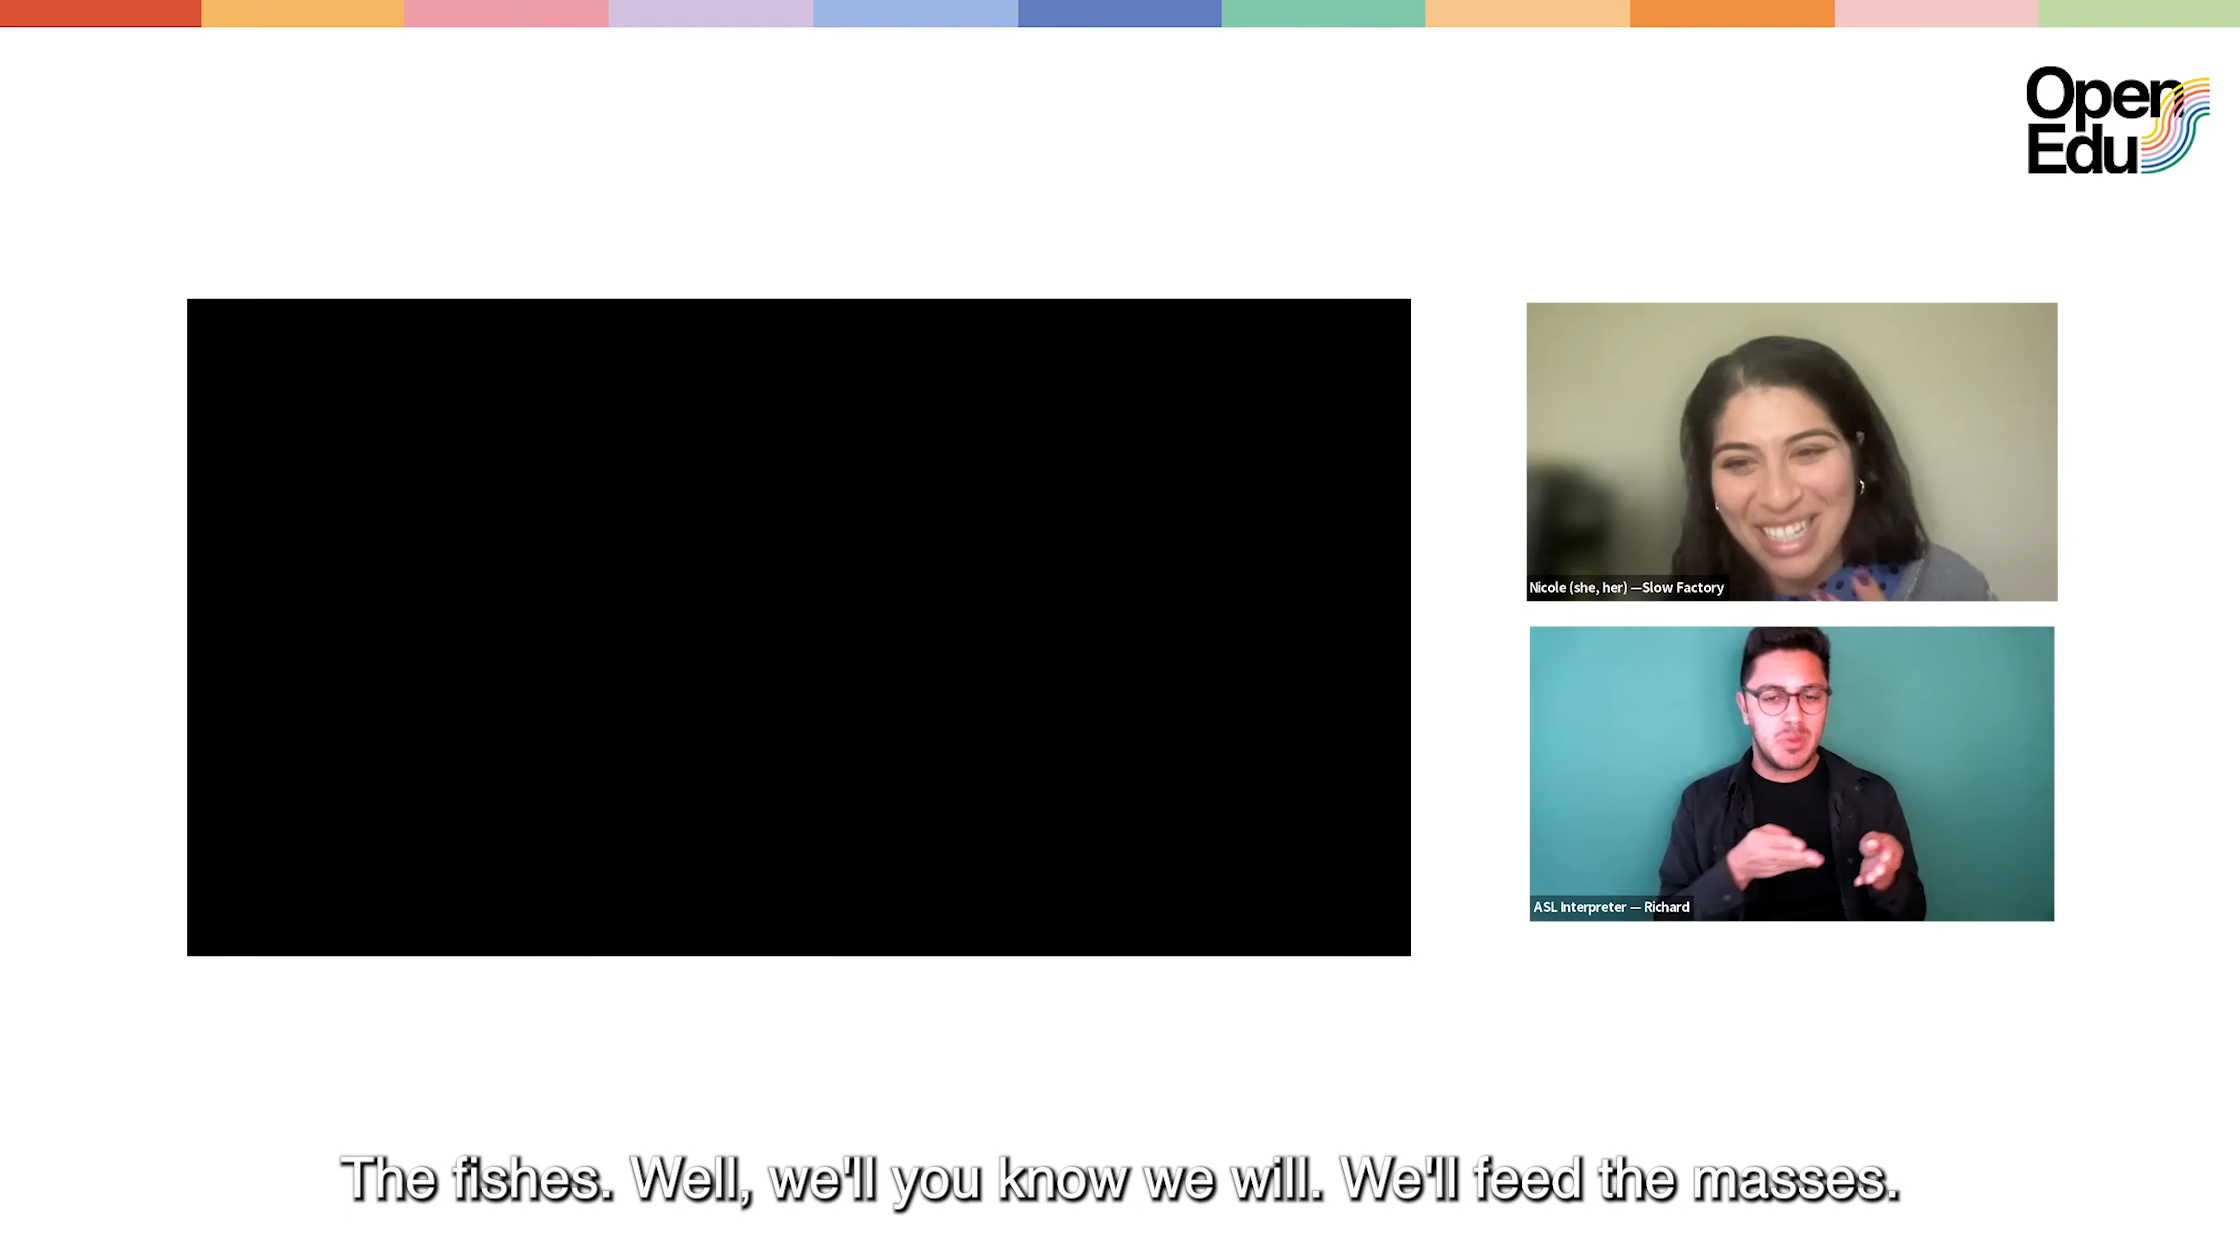 Open
Edu
Nicole (she, her) —Slow Factory
ASL Interpreter — Richard
The fishes. Well, we'll you know we will. We'll feed the masses.